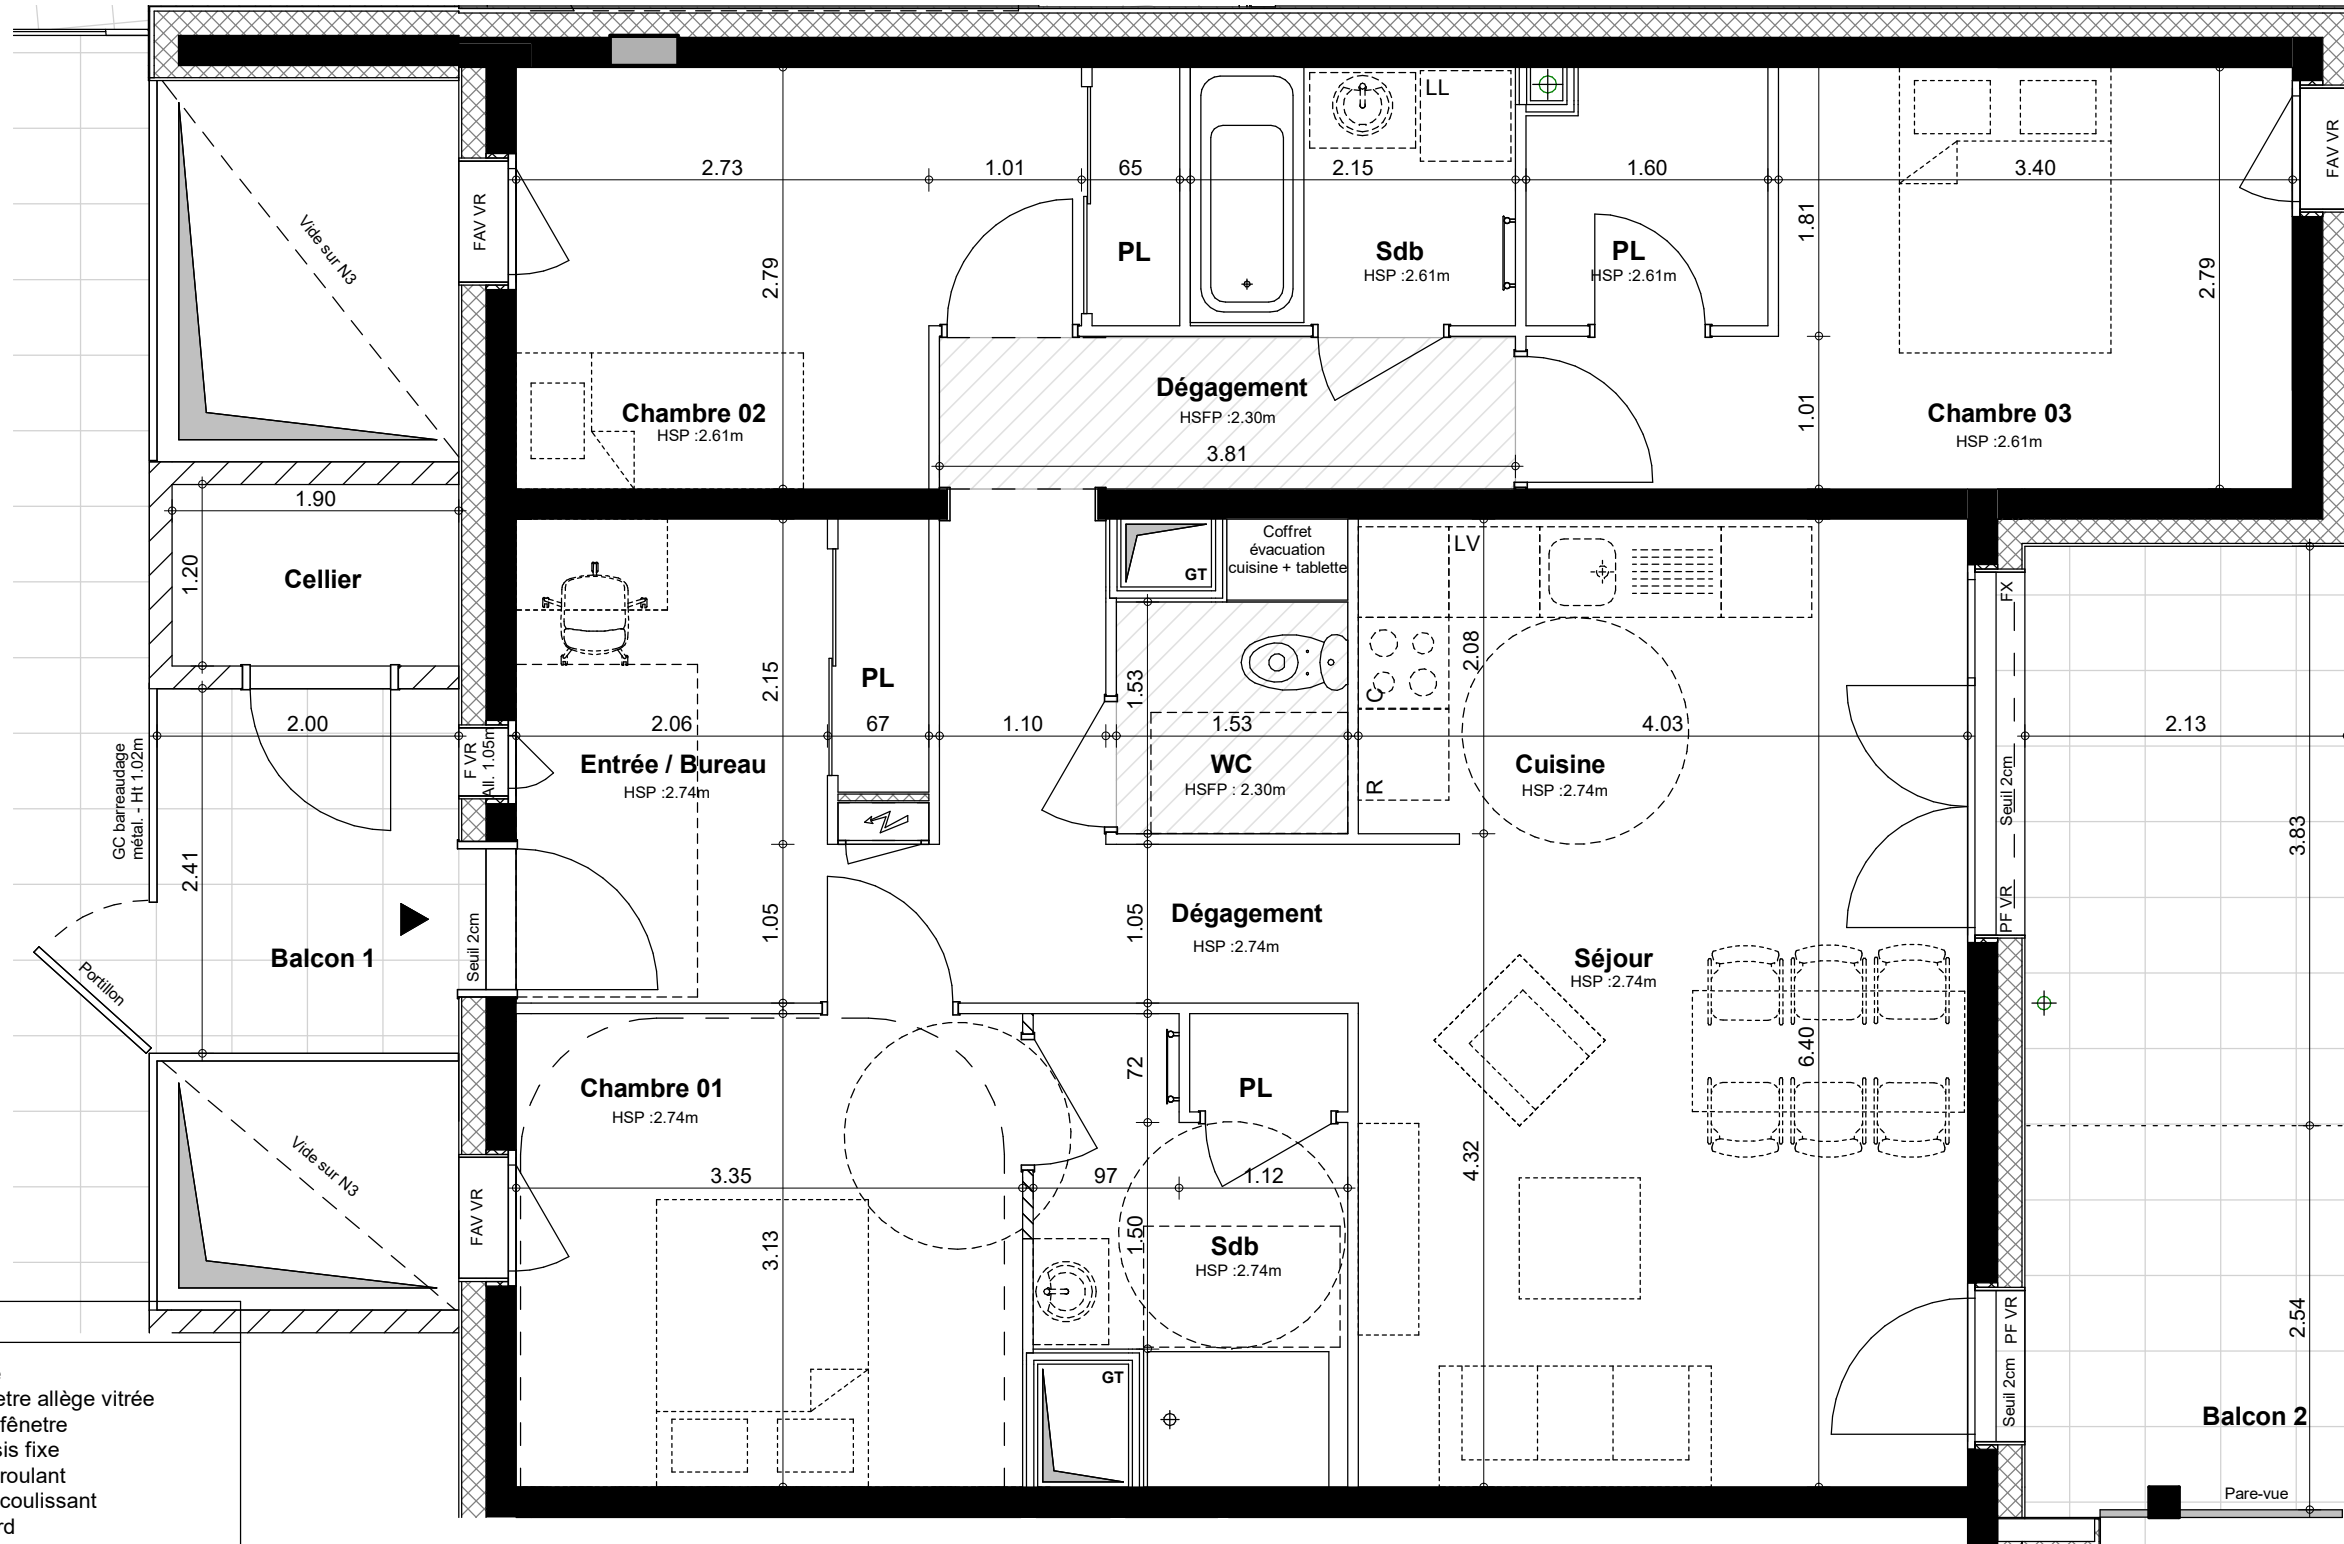 2.73
1.01
65
2.15
1.60
3.40
LL
FAV VR
FAV VR
Vide sur N3
2.79
1.81
2.79
1.01
PL
Sdb
HSP :2.61m
PL
HSP :2.61m
Chambre 02
HSP :2.61m
Dégagement
HSFP :2.30m
3.81
Chambre 03
HSP :2.61m
1.90
1.20
Cellier
GT
Coffret
évacuation
cuisine + tablette
LV
FX
2.15
PL
1.53
2.08
C
R
2.00
2.06
67
1.10
1.53
4.03
2.13
GC barreaudage
métal. - Ht 1.02m
F VR
All. 1.05m
Entrée / Bureau
HSP :2.74m
WC
HSFP : 2.30m
Cuisine
HSP :2.74m
Seuil 2cm
PF VR
3.83
2.41
Seuil 2cm
1.05
1.05
Dégagement
HSP :2.74m
Balcon 1
Portillon
Séjour
HSP :2.74m
6.40
Chambre 01
HSP :2.74m
72
PL
Vide sur N3
FAV VR
3.35
97
1.12
4.32
3.13
1.50
Sdb
HSP :2.74m
GT
PF VR
Seuil 2cm
2.54
Balcon 2
Pare-vue
etre allège vitrée
fênetre
sis fixe
roulant
coulissant
rd